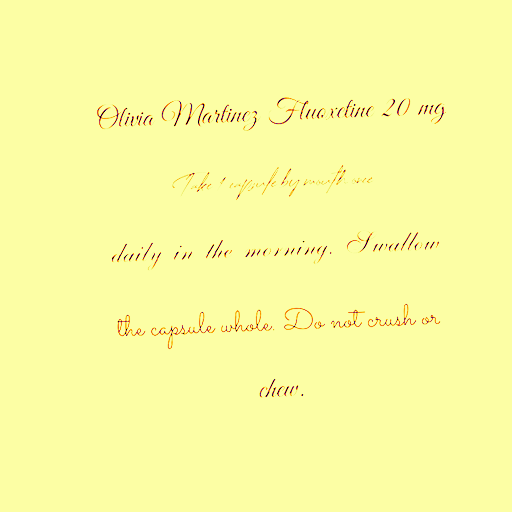 Olivia Martinez Fluoxetine 20 mg
Take 1 capsule by mouth once
daily in the morning. Swallow
the capsule whole. Do not crush or
chew.